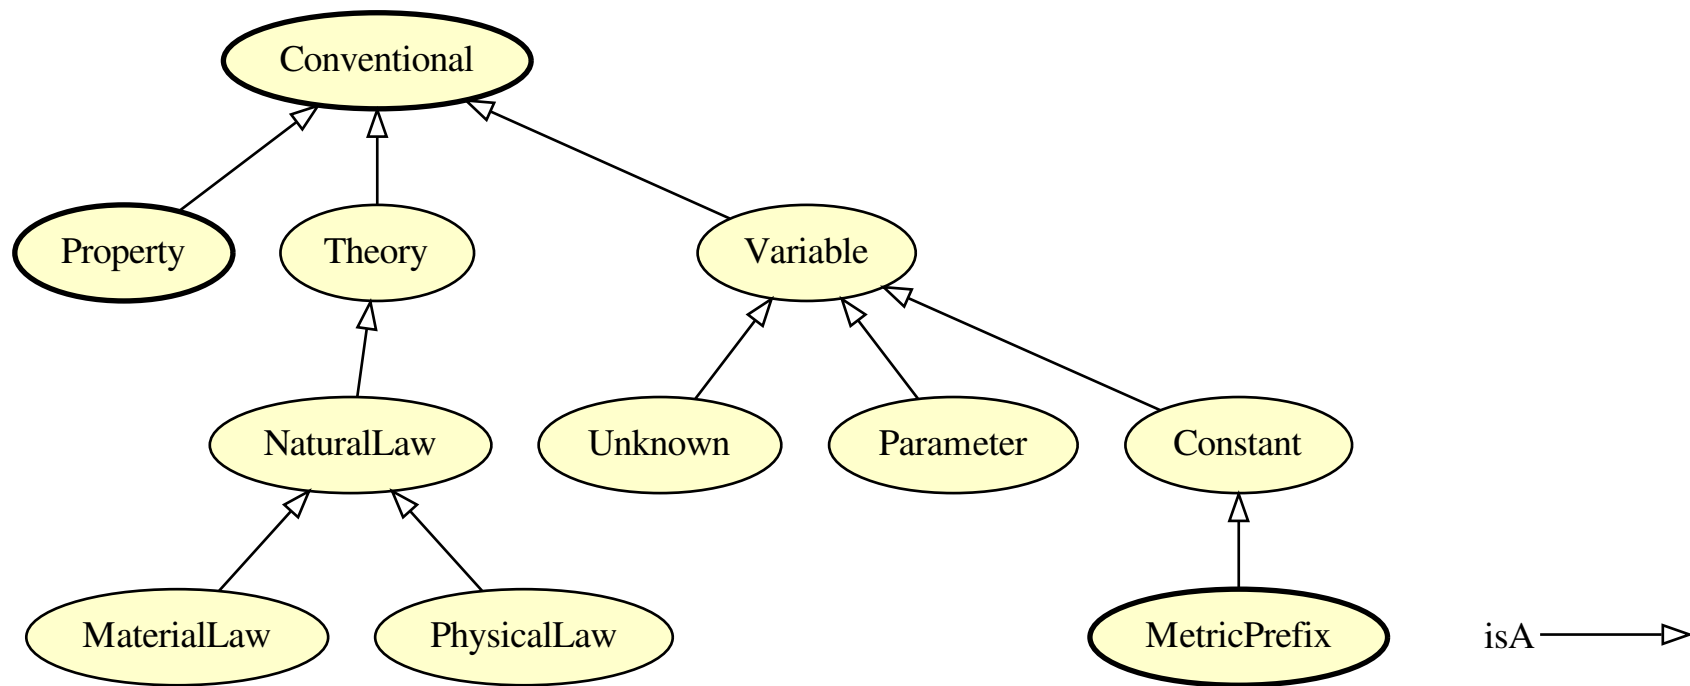 Conventional
Property
Theory
Variable
NaturalLaw
Unknown
Parameter
Constant
MaterialLaw
PhysicalLaw
MetricPrefix
isA